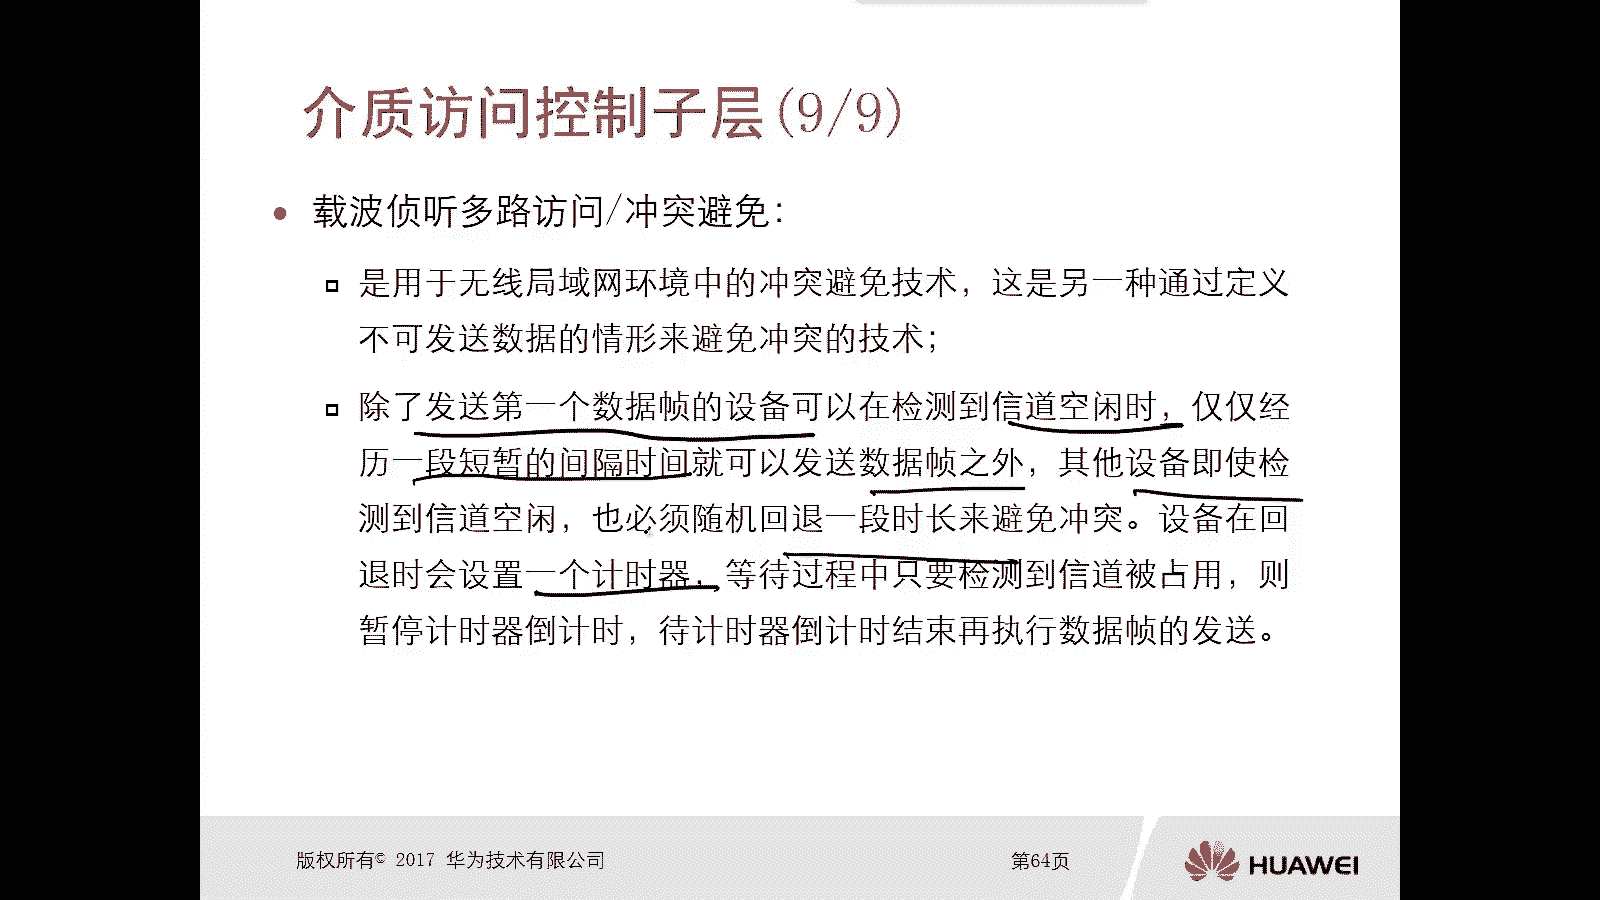 介质访问控制子层(9/9)
载波侦听多路访问/冲突避免：
是用于无线局域网环境中的冲突避免技术，这是另一种通过定义
不可发送数据的情形来避免冲突的技术；
除了发送第一个数据帧的设备可以在检测到信道空闲时，仅仅经
历一段短暂的间隔时间就可以发送数据帧之外，其他设备即使检
测到信道空闲，也必须随机回退一段时长来避免冲突。设备在回
退时会设置一个计时器，等待过程中只要检测到信道被占用，则
暂停计时器倒计时，待计时器倒计时结束再执行数据帧的发送。
版权所有© 2017 华为技术有限公司
第64页
HUAWEI